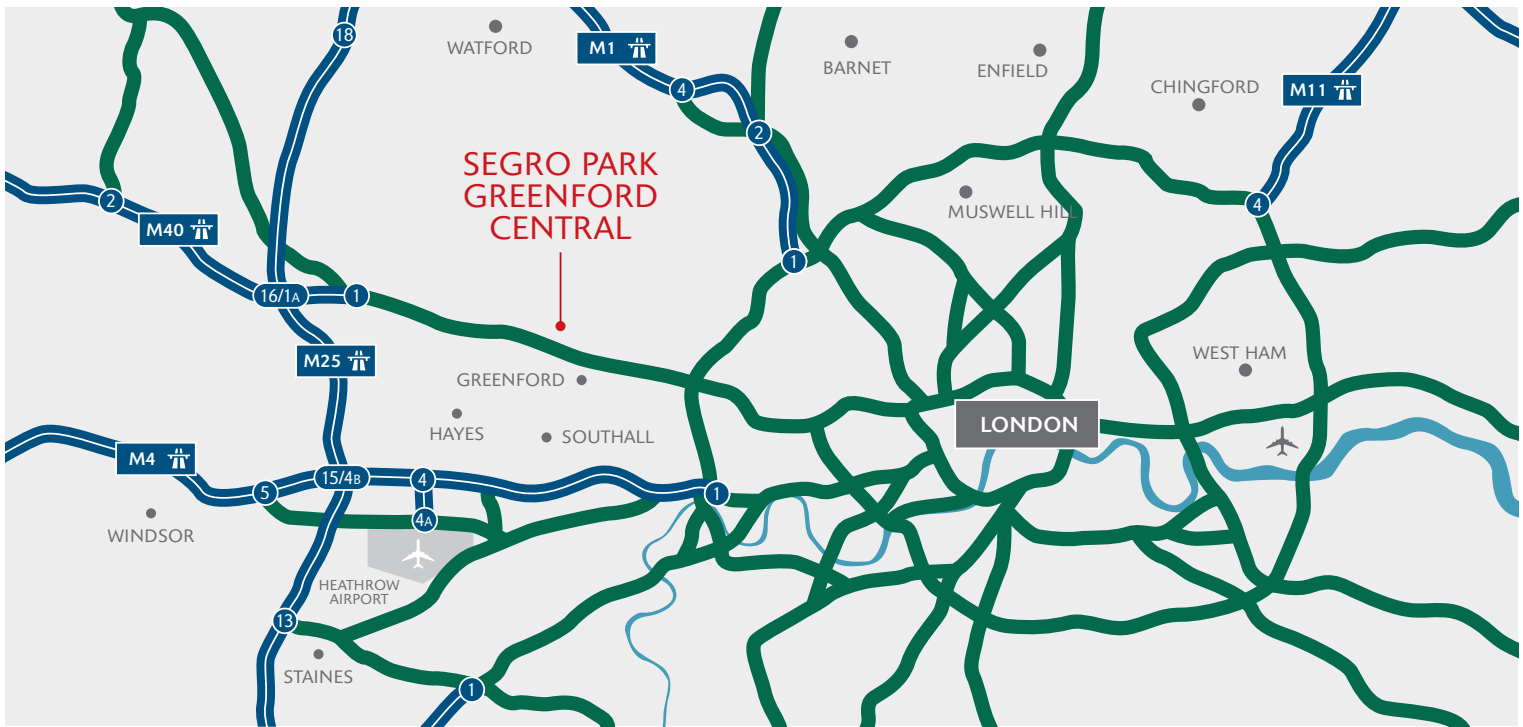 18
WATFORD
M1
BARNET
ENFIELD
CHINGFORD
M11
4
2
SEGRO PARK
GREENFORD
CENTRAL
MUSWELL HILL
2
4
M40
1
16/1A
1
M25
WEST HAM
GREENFORD
HAYES
SOUTHALL
LONDON
M4
15/4B
4
5
1
4A
WINDSOR
HEATHROW
AIRPORT
13
STAINES
1